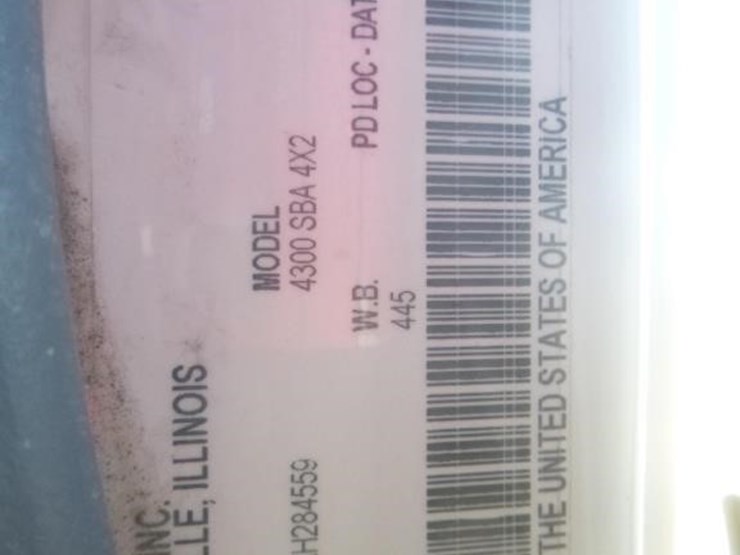 INC.
LLE, ILLINOIS
MODEL
4300 SBA 4X2
H284559
W.B.
445
PD LOC - DAT
THE UNITED STATES OF AMERICA